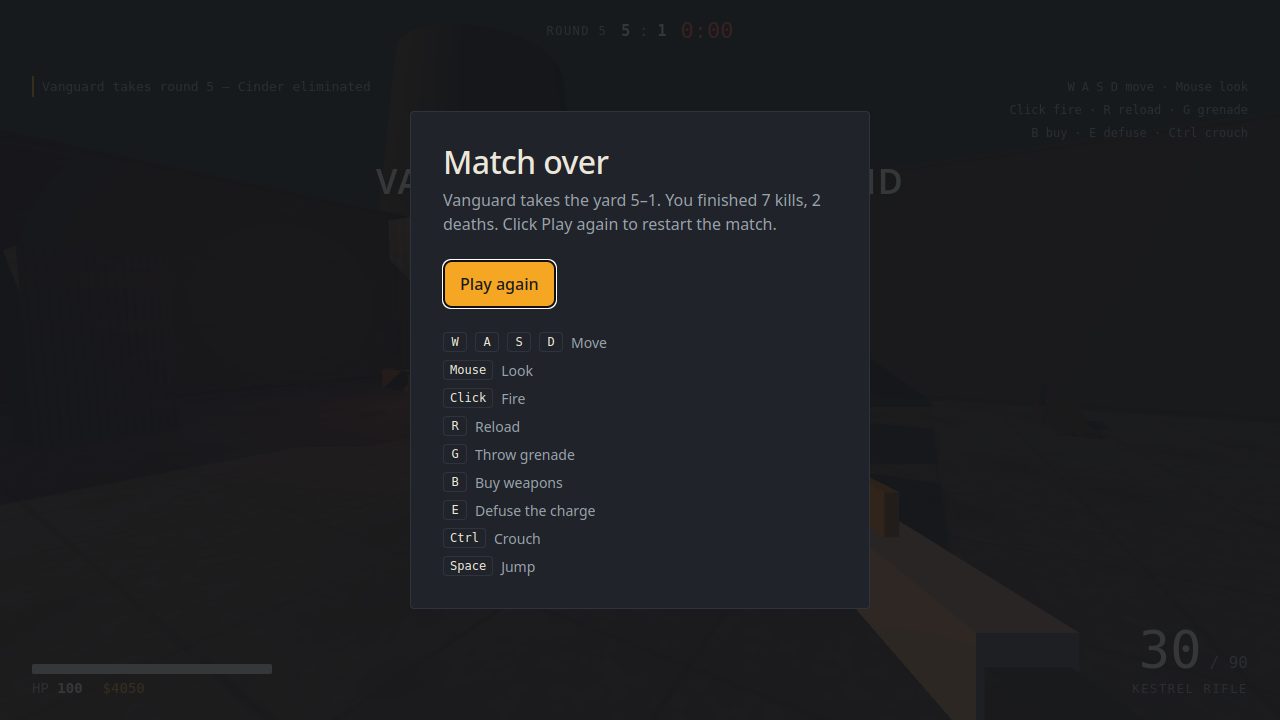 ROUND 5 5 : 1 0:00
Vanguard takes round 5 — Cinder eliminated
W A S D move · Mouse look
Click fire · R reload · G grenade
B buy · E defuse · Ctrl crouch
Match over
Vanguard takes the yard 5–1. You finished 7 kills, 2
deaths. Click Play again to restart the match.
Play again
W A S D Move
Mouse Look
Click Fire
R Reload
G Throw grenade
B Buy weapons
E Defuse the charge
Ctrl Crouch
Space Jump
HP 100 $4050
30 / 90
KESTREL RIFLE